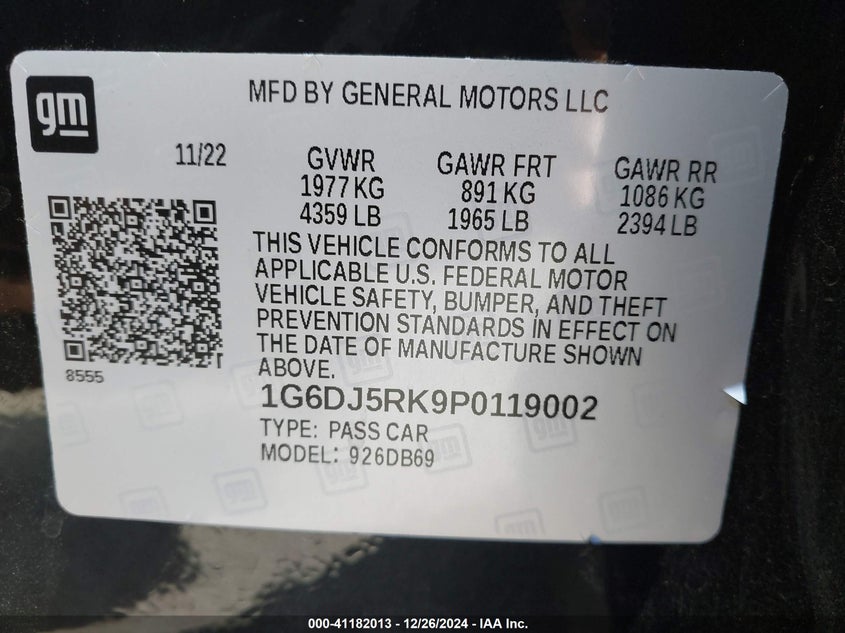 gm
MFD BY GENERAL MOTORS LLC
11/22
GVWR
1977 KG
4359 LB
GAWR FRT
891 KG
1965 LB
GAWR RR
1086 KG
2394 LB
THIS VEHICLE CONFORMS TO ALL
APPLICABLE U.S. FEDERAL MOTOR
VEHICLE SAFETY, BUMPER, AND THEFT
PREVENTION STANDARDS IN EFFECT ON
THE DATE OF MANUFACTURE SHOWN
ABOVE.
8555
1G6DJ5RK9P0119002
TYPE: PASS CAR
MODEL: 926DB69
000-41182013 - 12/26/2024 - IAA Inc.